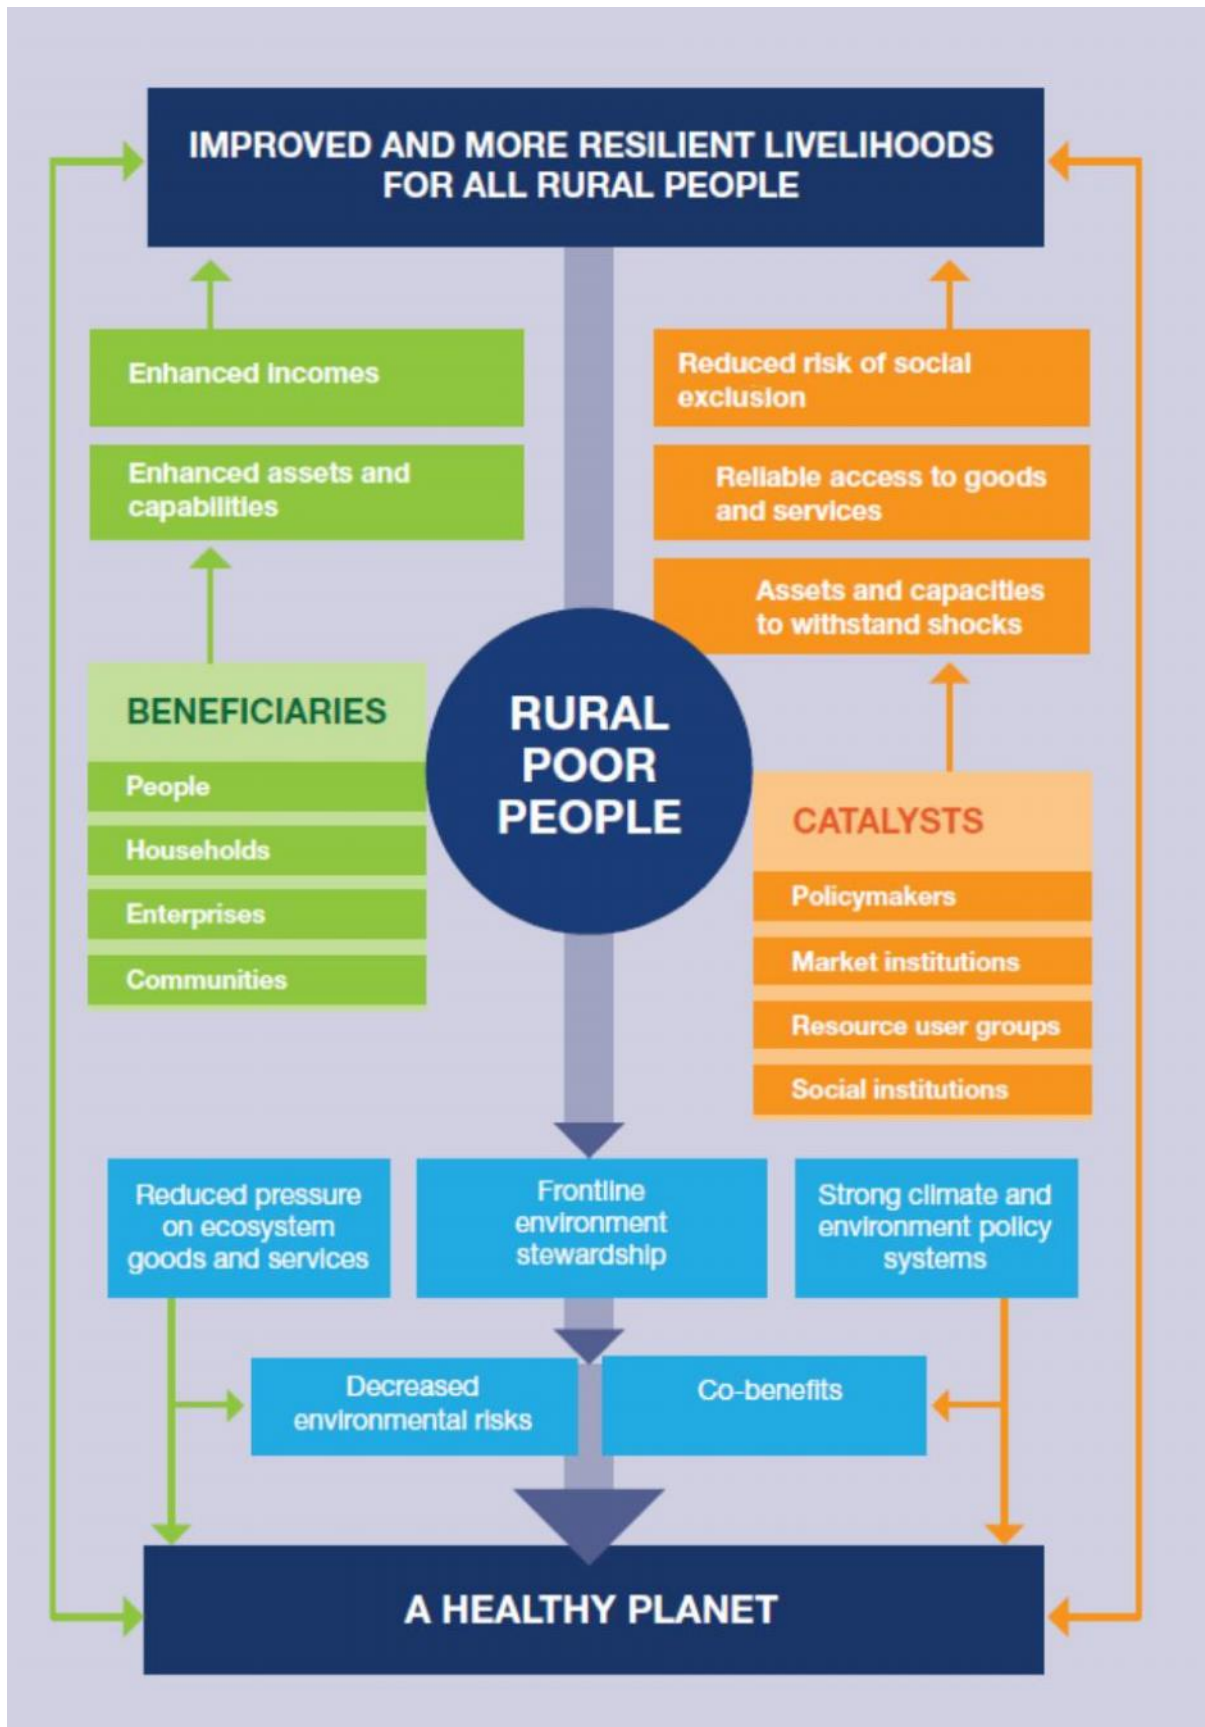 IMPROVED AND MORE RESILIENT LIVELIHOODS
FOR ALL RURAL PEOPLE
Enhanced incomes
Enhanced assets and
capabilities
Reduced risk of social
exclusion
Reliable access to goods
and services
Assets and capacities
to withstand shocks
BENEFICIARIES
People
Households
Enterprises
Communities
RURAL
POOR
PEOPLE
CATALYSTS
Policymakers
Market institutions
Resource user groups
Social institutions
Reduced pressure
on ecosystem
goods and services
Frontline
environment
stewardship
Strong climate and
environment policy
systems
Decreased
environmental risks
Co-benefits
A HEALTHY PLANET